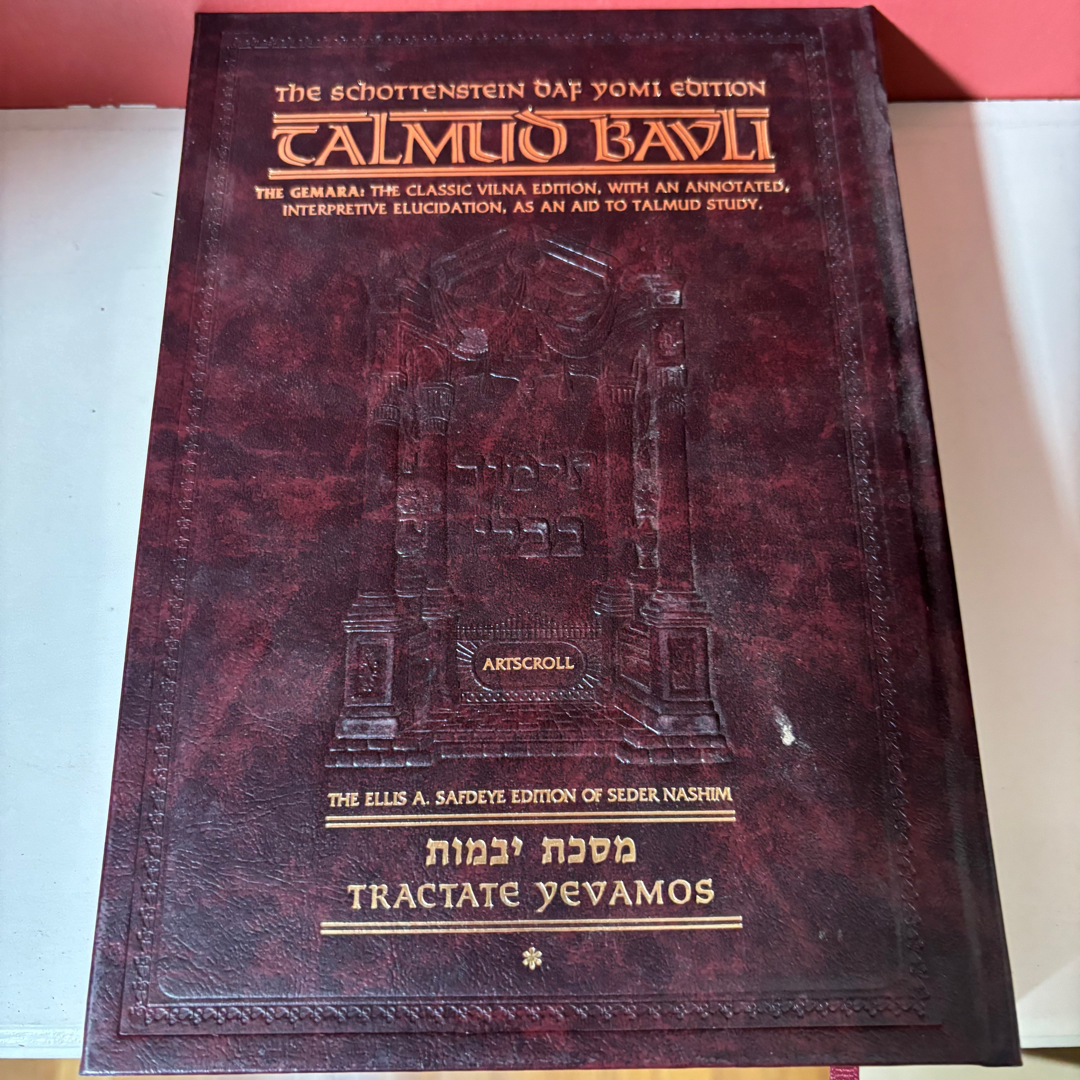 THE SCHOTTENSTEIN DAF YOMI EDITION
TALMUD BAVLI
THE GEMARA: THE CLASSIC VILNA EDITION, WITH AN ANNOTATED,
INTERPRETIVE ELUCIDATION, AS AN AID TO TALMUD STUDY.
תלמוד
בבלי
ARTSCROLL
THE ELLIS A. SAFDEYE EDITION OF SEDER NASHIM
מסכת יבמות
TRACTATE YEVAMOS